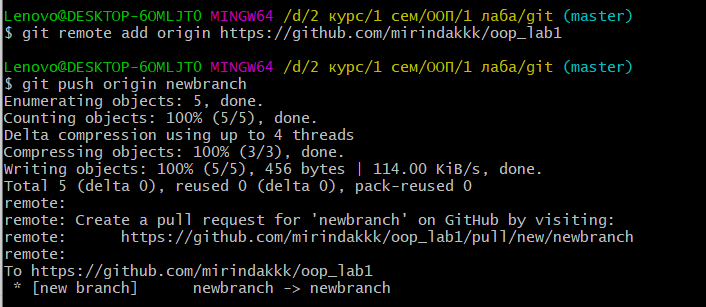 Lenovo@DESKTOP-6OMLJT0 MINGW64 /d/2 курс/1 сем/ООП/1 лаба/git (master)
$ git remote add origin https://github.com/mirindakkk/oop_lab1
Lenovo@DESKTOP-6OMLJT0 MINGW64 /d/2 курс/1 сем/ООП/1 лаба/git (master)
$ git push origin newbranch
Enumerating objects: 5, done.
Counting objects: 100% (5/5), done.
Delta compression using up to 4 threads
Compressing objects: 100% (3/3), done.
Writing objects: 100% (5/5), 456 bytes | 114.00 KiB/s, done.
Total 5 (delta 0), reused 0 (delta 0), pack-reused 0
remote:
remote: Create a pull request for 'newbranch' on GitHub by visiting:
remote:      https://github.com/mirindakkk/oop_lab1/pull/new/newbranch
remote:
To https://github.com/mirindakkk/oop_lab1
 * [new branch]      newbranch -> newbranch